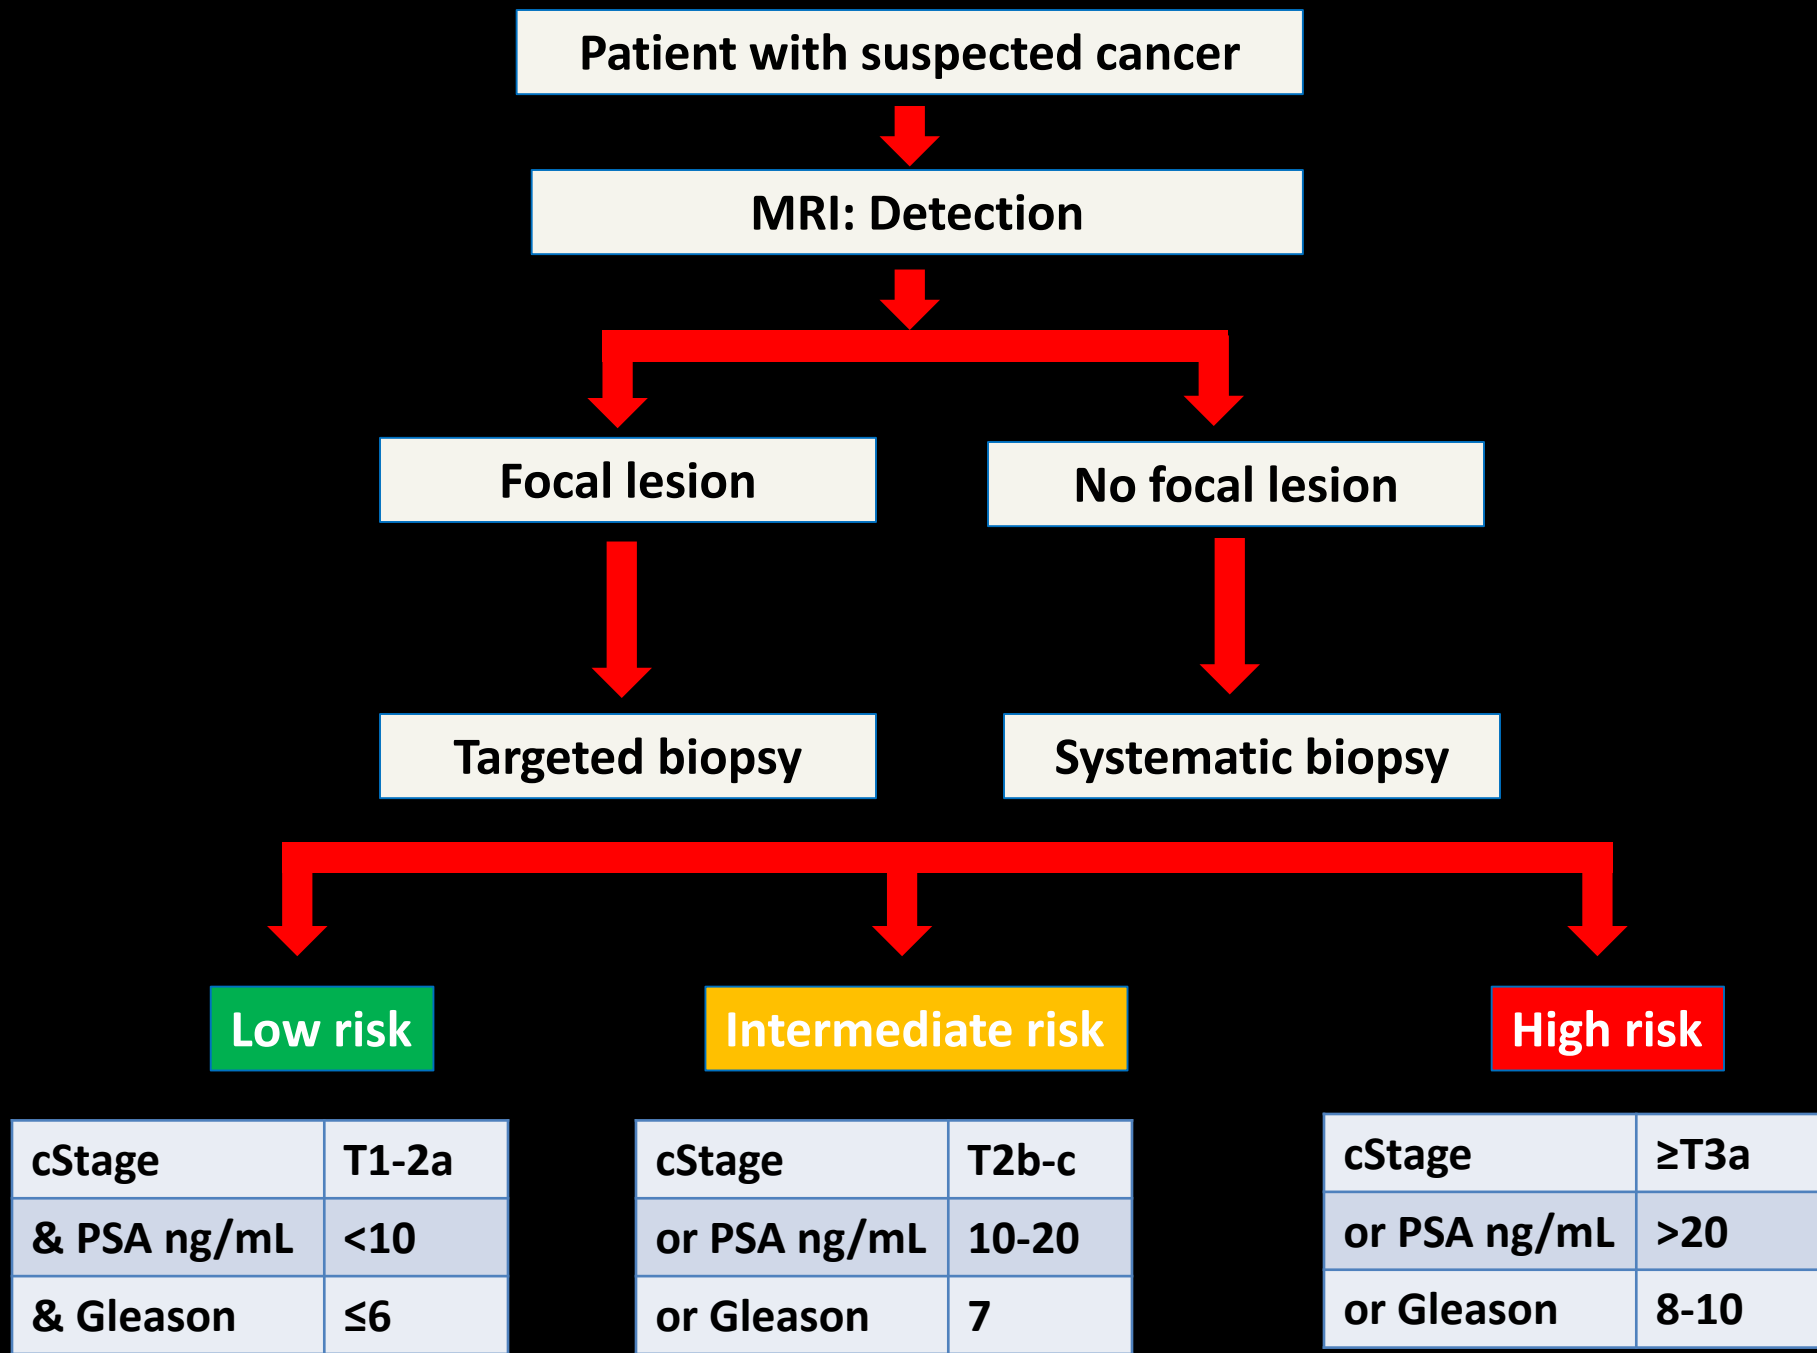 Patient with suspected cancer
MRI: Detection
Focal lesion
No focal lesion
Targeted biopsy
Systematic biopsy
Low risk
Intermediate risk
High risk
cStage T1-2a
& PSA ng/mL <10
& Gleason ≤6
cStage T2b-c
or PSA ng/mL 10-20
or Gleason 7
cStage ≥T3a
or PSA ng/mL >20
or Gleason 8-10